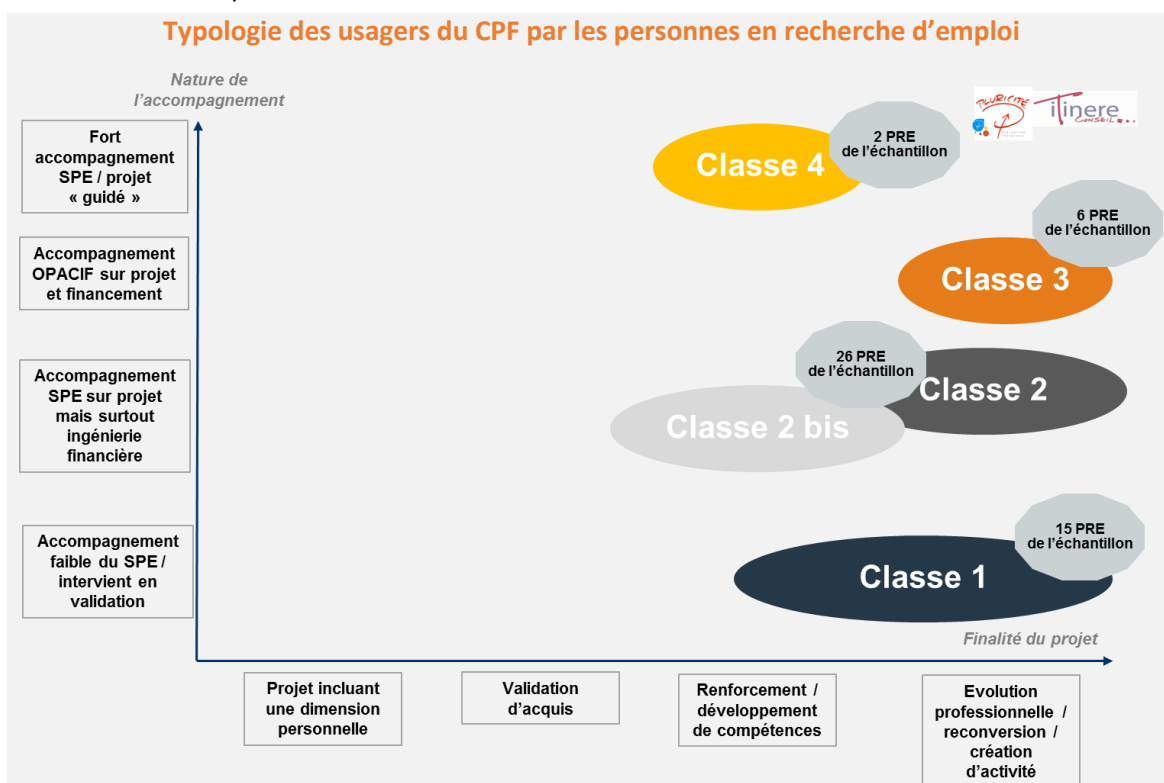 Typologie des usagers du CPF par les personnes en recherche d'emploi
Nature de
l'accompagnement
PLURICITÉ
itinere
CONSEIL...
Fort
accompagnement
SPE / projet
« guidé »
Classe 4
2 PRE
de l'échantillon
6 PRE
de l'échantillon
Accompagnement
OPACIF sur projet
et financement
Classe 3
Accompagnement
SPE sur projet
mais surtout
ingénierie
financière
26 PRE
de l'échantillon
Classe 2
Classe 2 bis
15 PRE
de l'échantillon
Accompagnement
faible du SPE /
intervient en
validation
Classe 1
Finalité du projet
Projet incluant
une dimension
personnelle
Validation
d'acquis
Renforcement /
développement
de compétences
Evolution
professionnelle /
reconversion /
création
d'activité